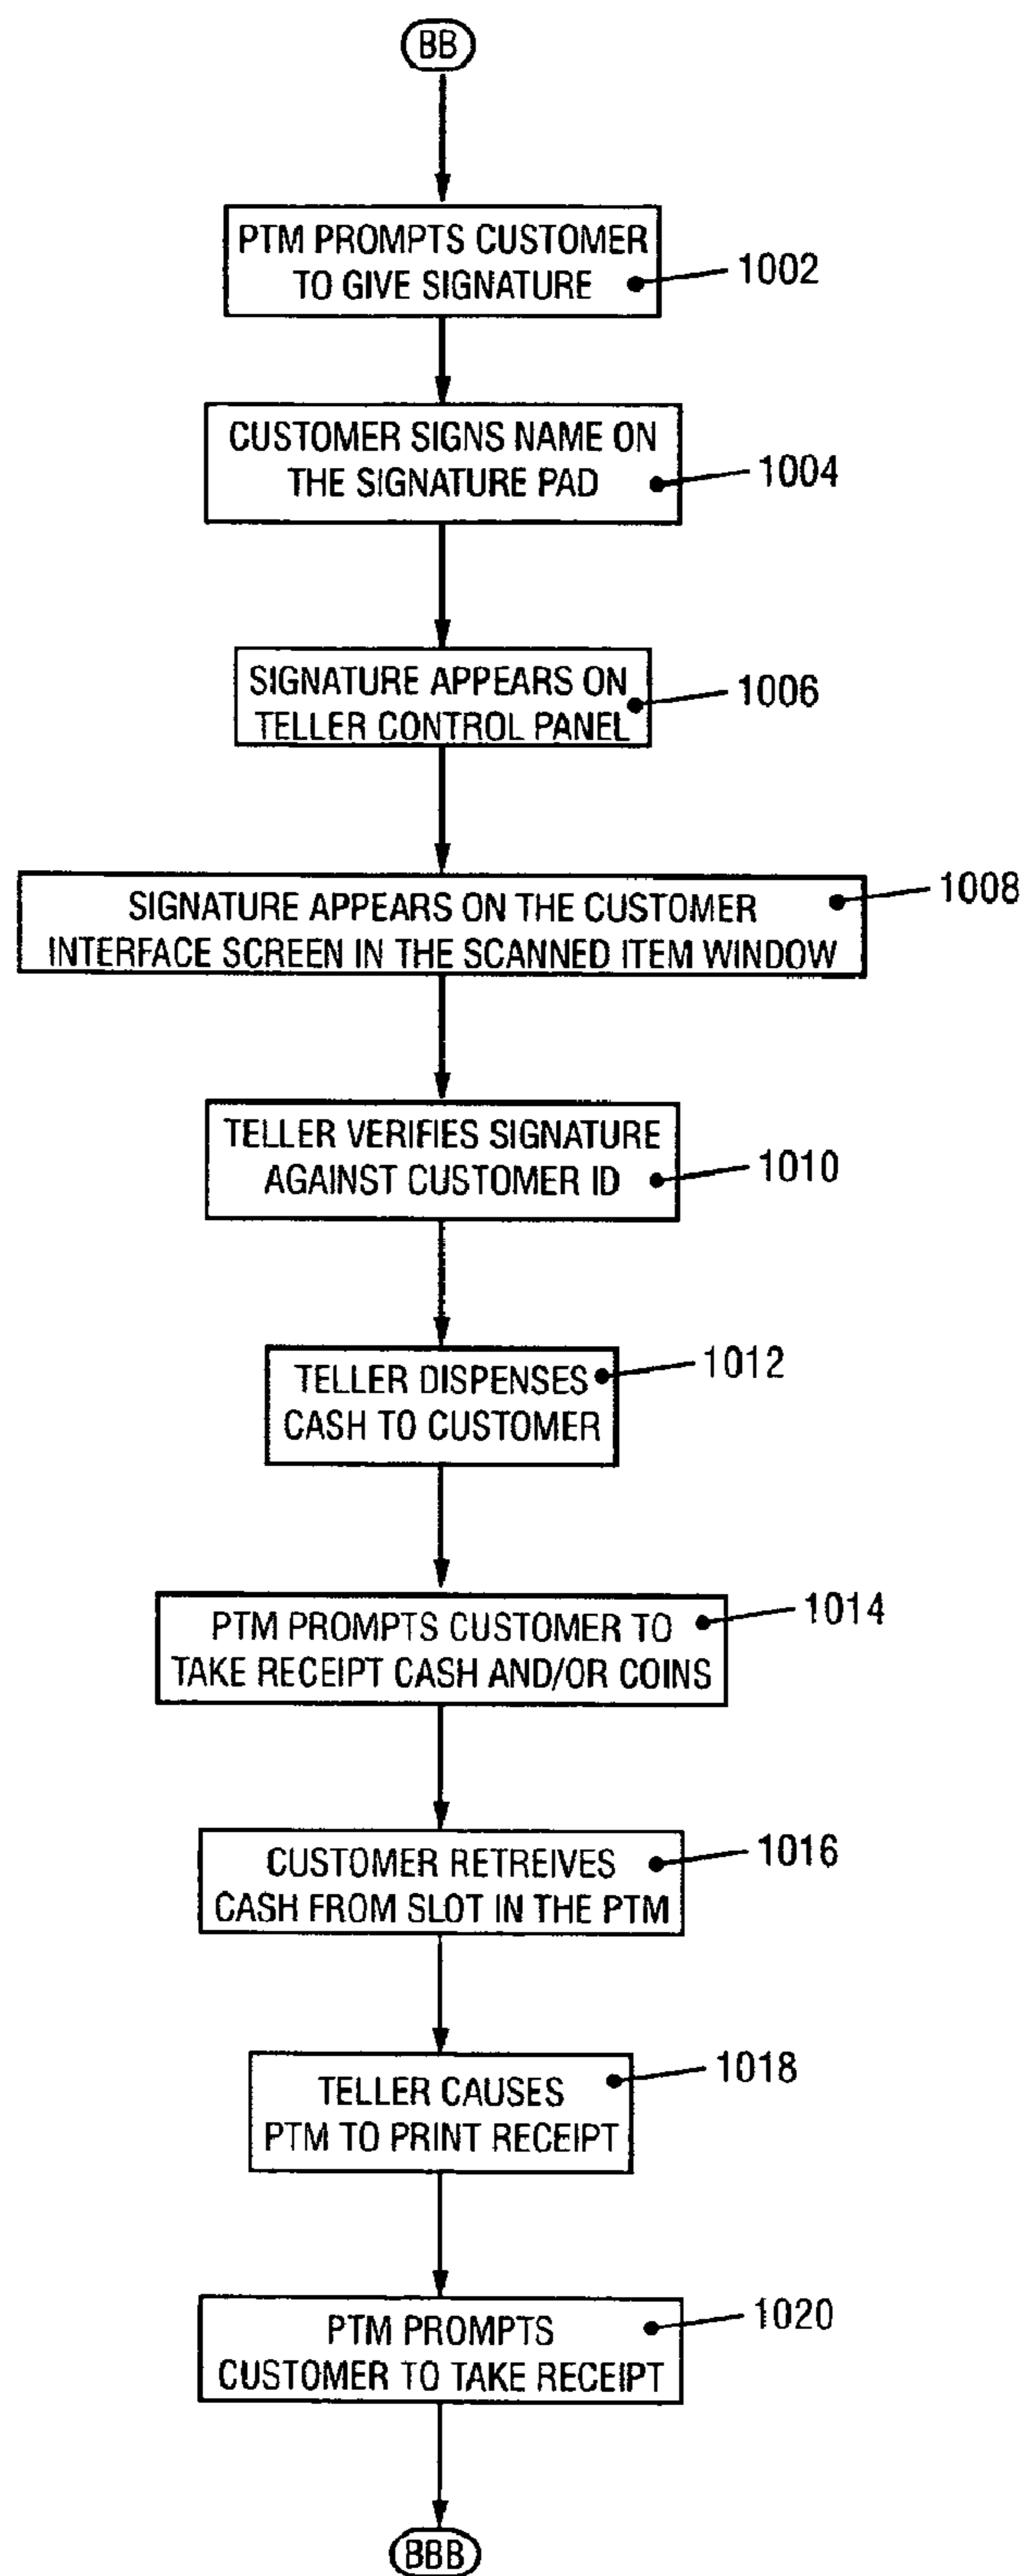 BB
PTM PROMPTS CUSTOMER
TO GIVE SIGNATURE
1002
CUSTOMER SIGNS NAME ON
THE SIGNATURE PAD
1004
SIGNATURE APPEARS ON
TELLER CONTROL PANEL
1006
SIGNATURE APPEARS ON THE CUSTOMER
INTERFACE SCREEN IN THE SCANNED ITEM WINDOW
1008
TELLER VERIFIES SIGNATURE
AGAINST CUSTOMER ID
1010
TELLER DISPENSES
CASH TO CUSTOMER
1012
PTM PROMPTS CUSTOMER TO
TAKE RECEIPT CASH AND/OR COINS
1014
CUSTOMER RETREIVES
CASH FROM SLOT IN THE PTM
1016
TELLER CAUSES
PTM TO PRINT RECEIPT
1018
PTM PROMPTS
CUSTOMER TO TAKE RECEIPT
1020
BBB